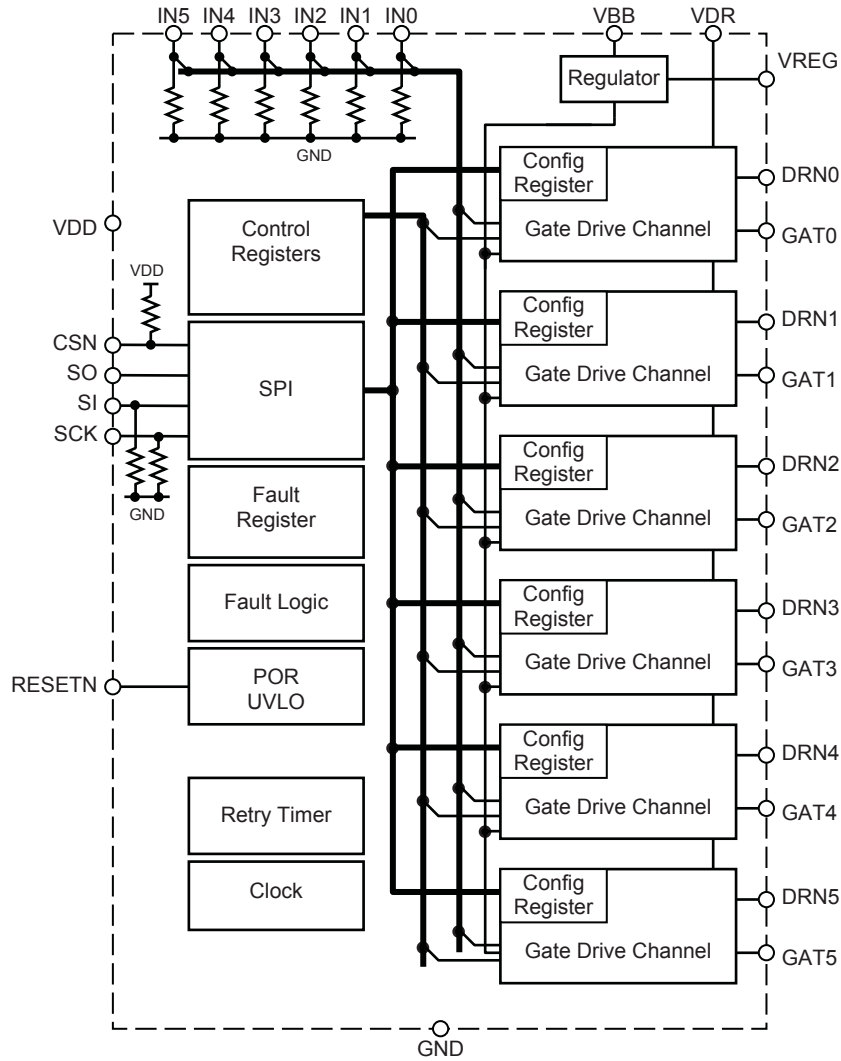 IN5 IN4 IN3 IN2 IN1 IN0 VBB VDR
Regulator
VREG
GND
Config
Register
Gate Drive Channel
DRN0
GAT0
VDD
Control
Registers
VDD
Config
Register
Gate Drive Channel
DRN1
GAT1
CSN
SO
SI
SCK
SPI
GND
Config
Register
Gate Drive Channel
DRN2
GAT2
Fault
Register
Fault Logic
Config
Register
Gate Drive Channel
DRN3
GAT3
RESETN
POR
UVLO
Config
Register
Gate Drive Channel
DRN4
GAT4
Retry Timer
Clock
Config
Register
Gate Drive Channel
DRN5
GAT5
GND